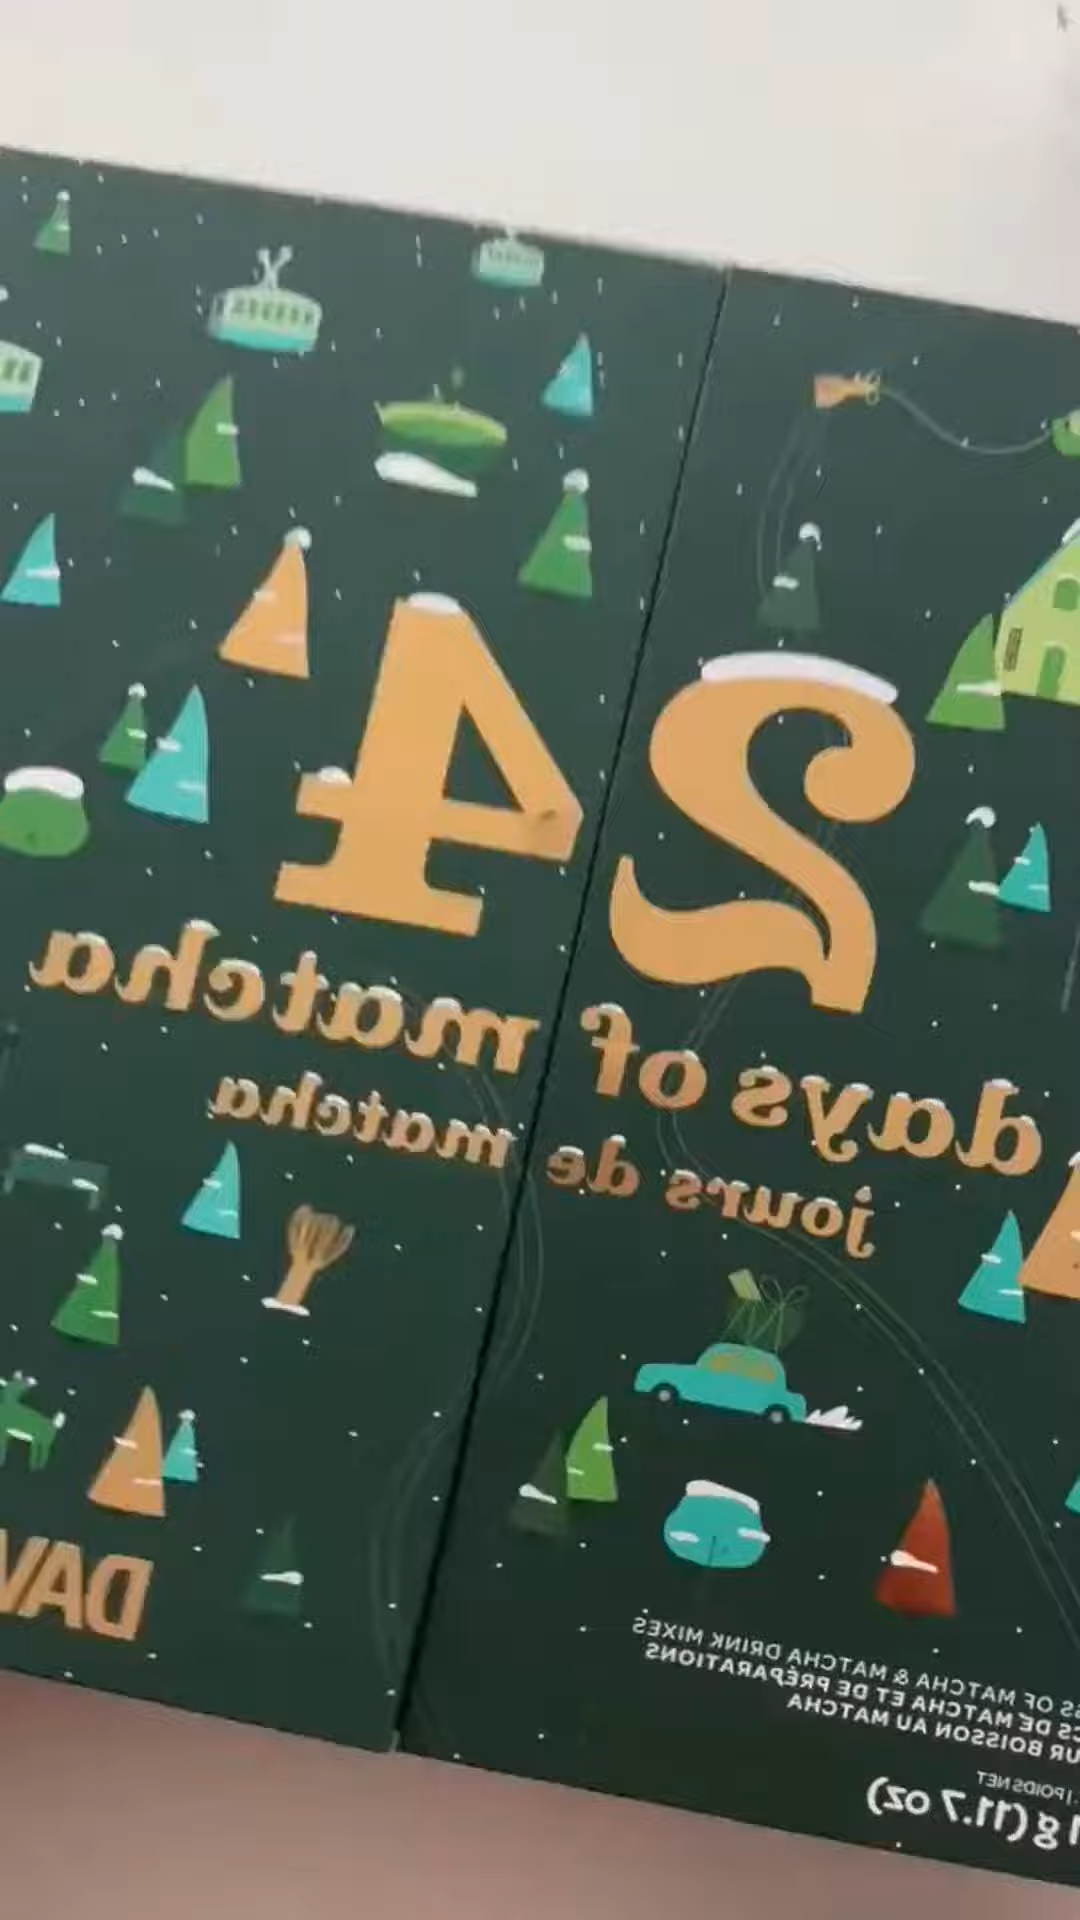 24
days of matcha
jours de matcha
DAV
OF MATCHA & MATCHA DRINK MIXES
DE MATCHA ET DE PRÉPARATIONS
BOISSON AU MATCHA
POIDS NET
g (11.7 oz)